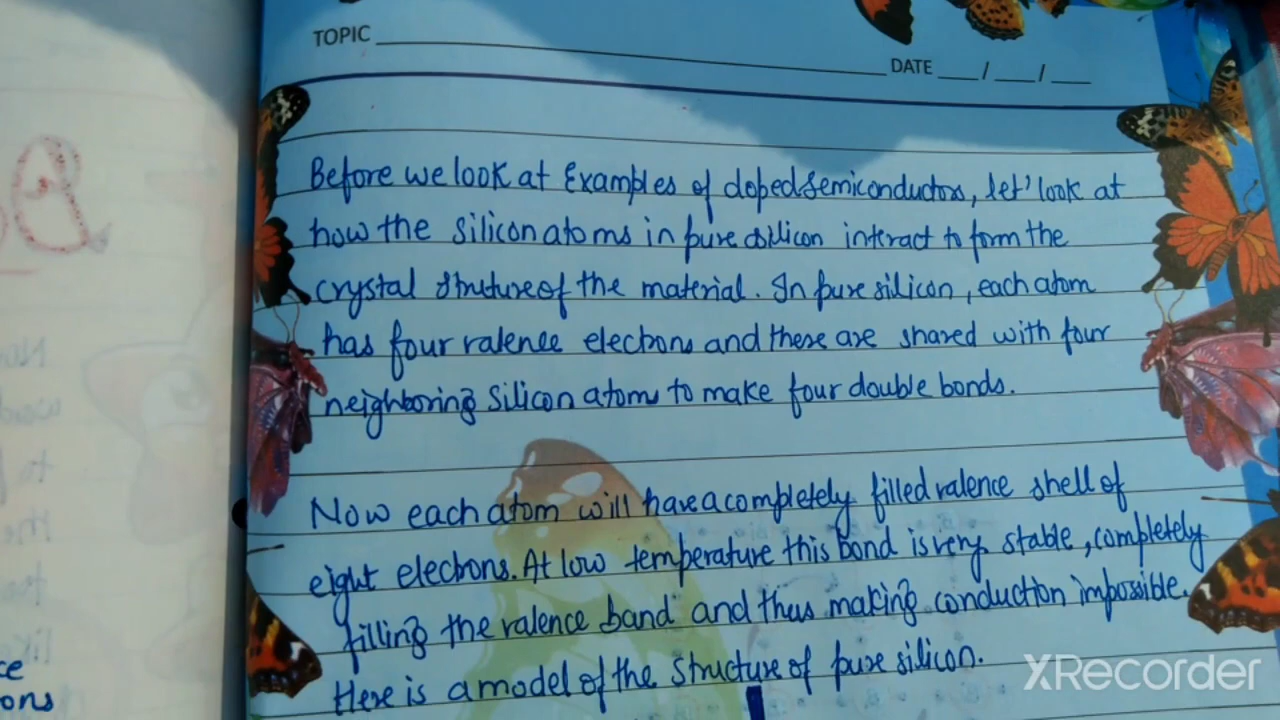 TOPIC
DATE / /
Before we look at Examples of doped semiconductors, let' look at
how the silicon atoms in pure silicon interact to form the
crystal struture of the material. In pure silicon, each atom
has four valence electrons and these are shared with four
neighboring silicon atoms to make four double bonds.
Now each atom will have a completely filled valence shell of
eight electrons. At low temperature this bond is very stable, completely
filling the valence band and thus making conduction impossible.
Here is a model of the structure of pure silicon.
ce
ons
XRecorder